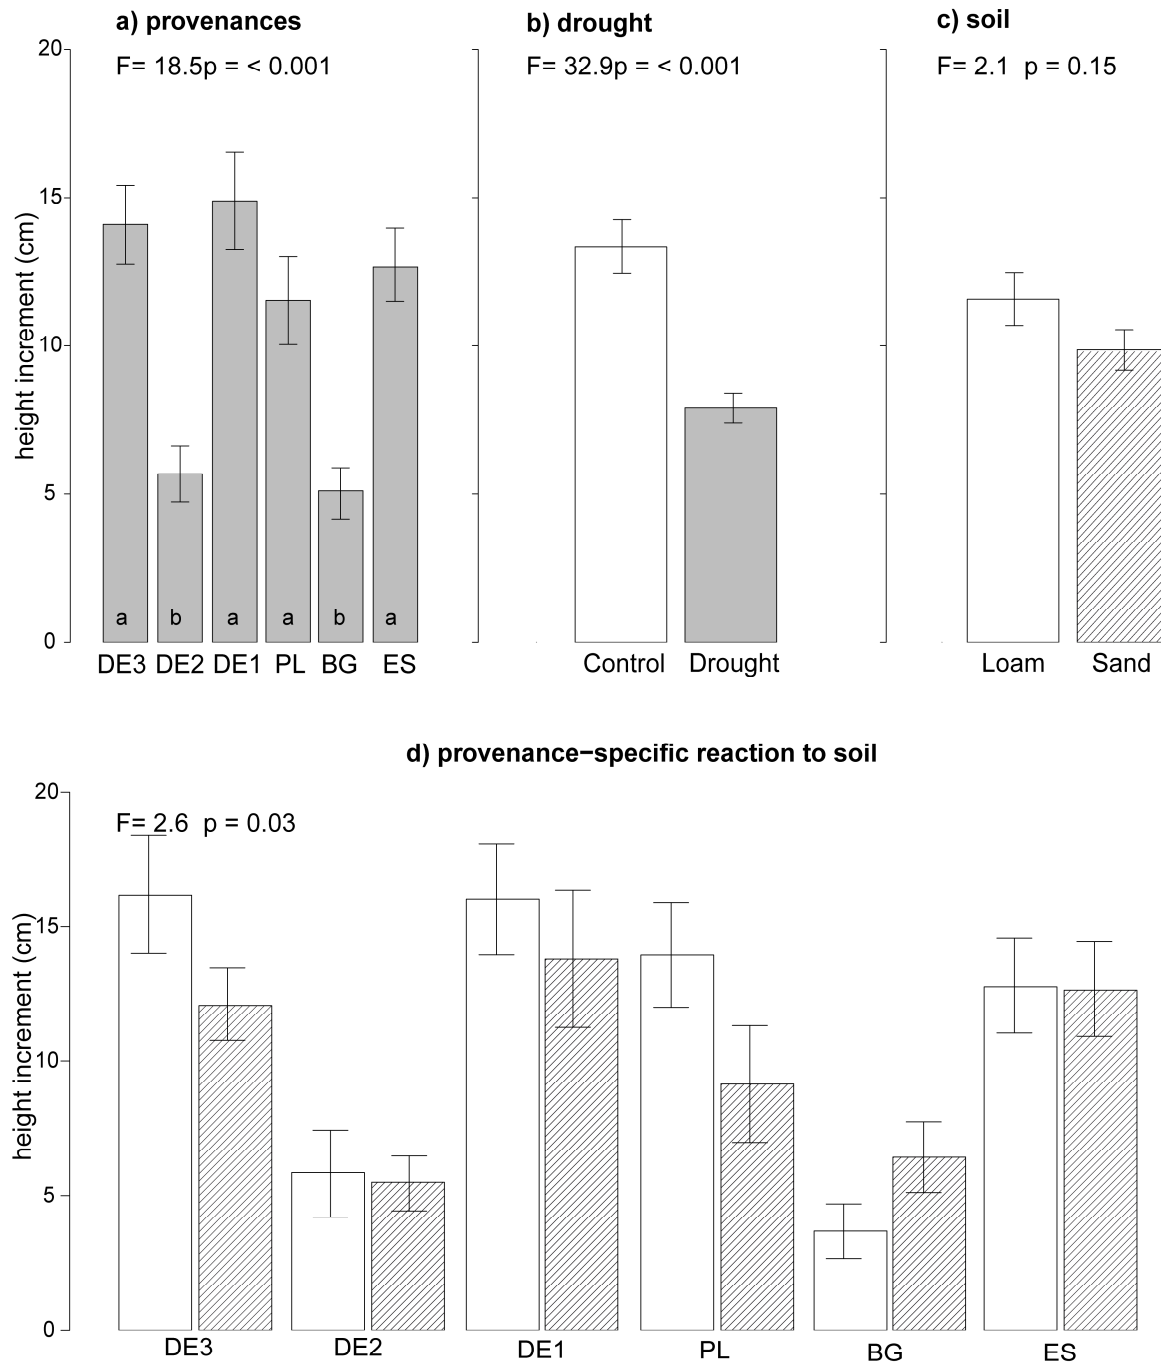 a) provenances
b) drought
c) soil
F= 18.5p = < 0.001
F= 32.9p = < 0.001
F= 2.1 p = 0.15
height increment (cm)
20
15
10
5
0
a
b
a
a
b
a
DE3 DE2 DE1 PL BG ES
Control Drought
Loam Sand
d) provenance−specific reaction to soil
F= 2.6 p = 0.03
height increment (cm)
20
15
10
5
0
DE3 DE2 DE1 PL BG ES